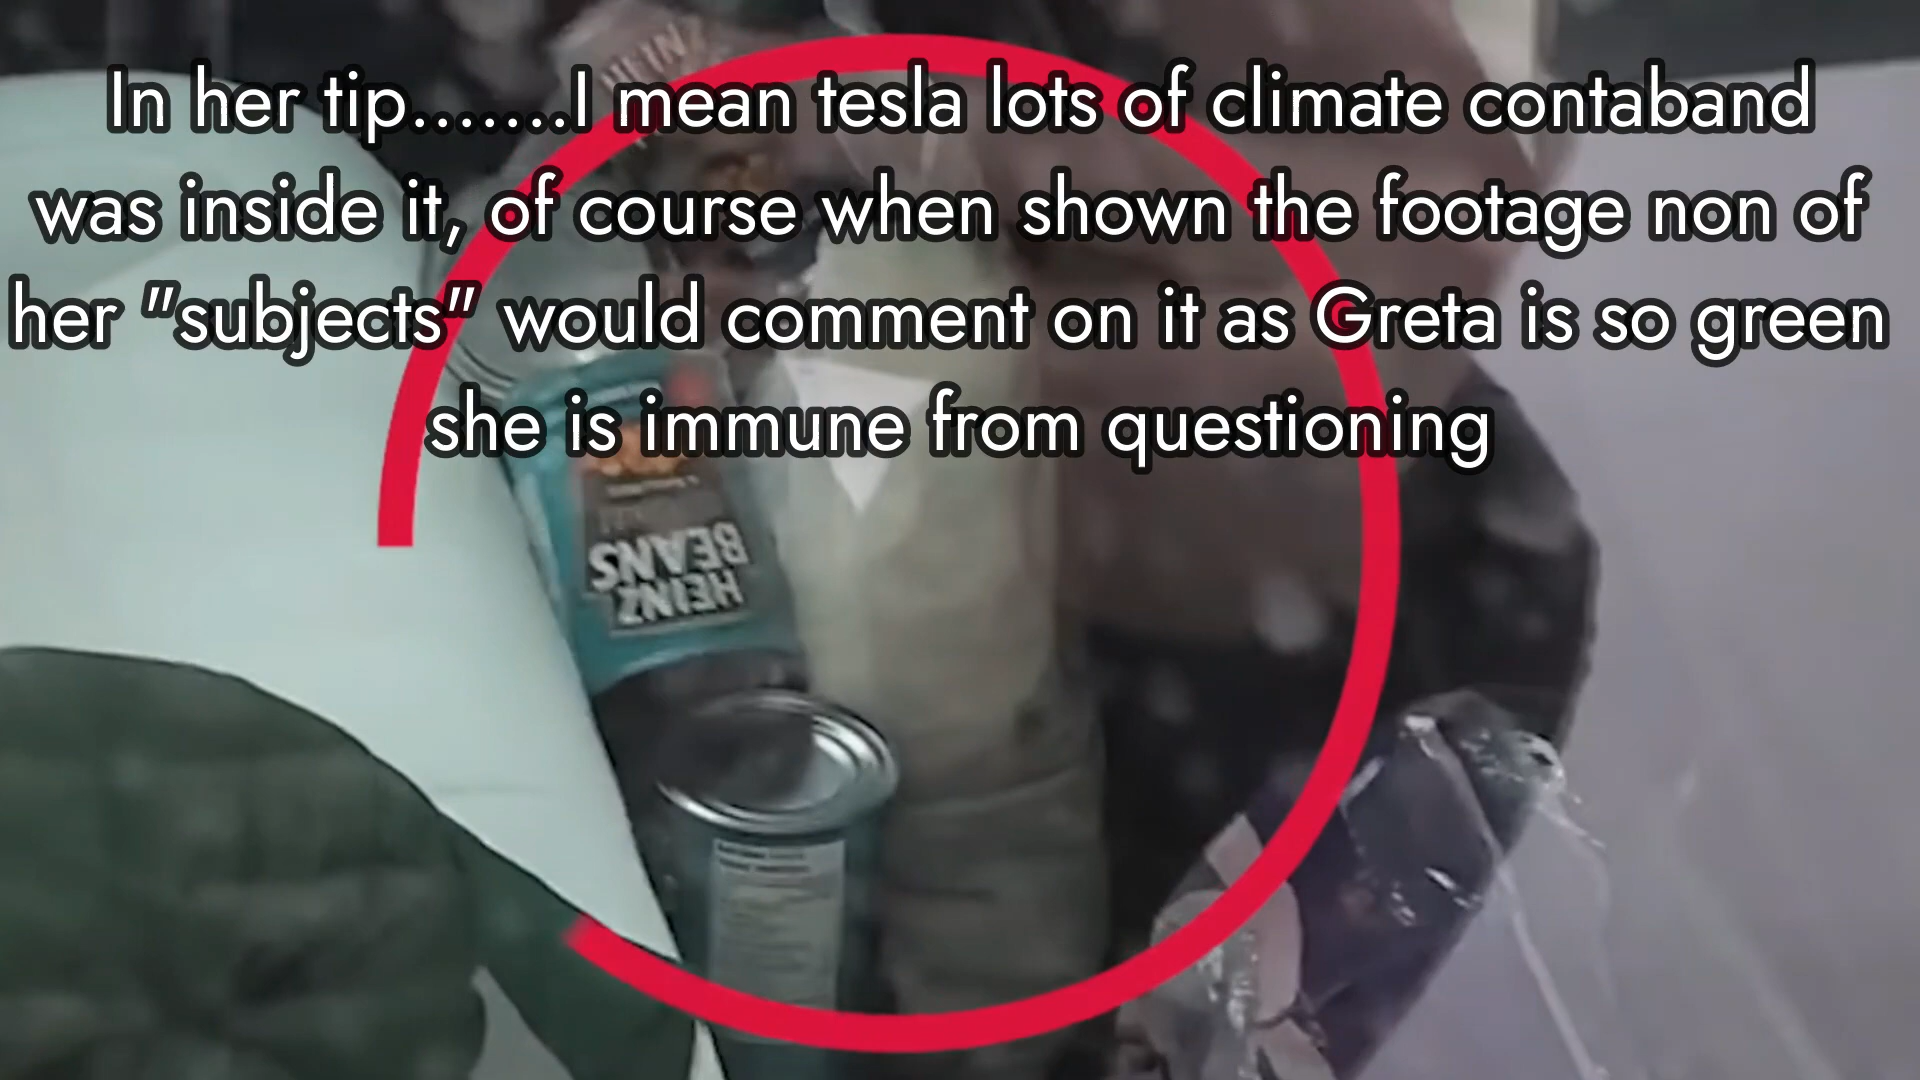 HEINZ
In her tip.......I mean tesla lots of climate contaband
was inside it, of course when shown the footage non of
her "subjects" would comment on it as Greta is so green
she is immune from questioning
HEINZ
BEANS